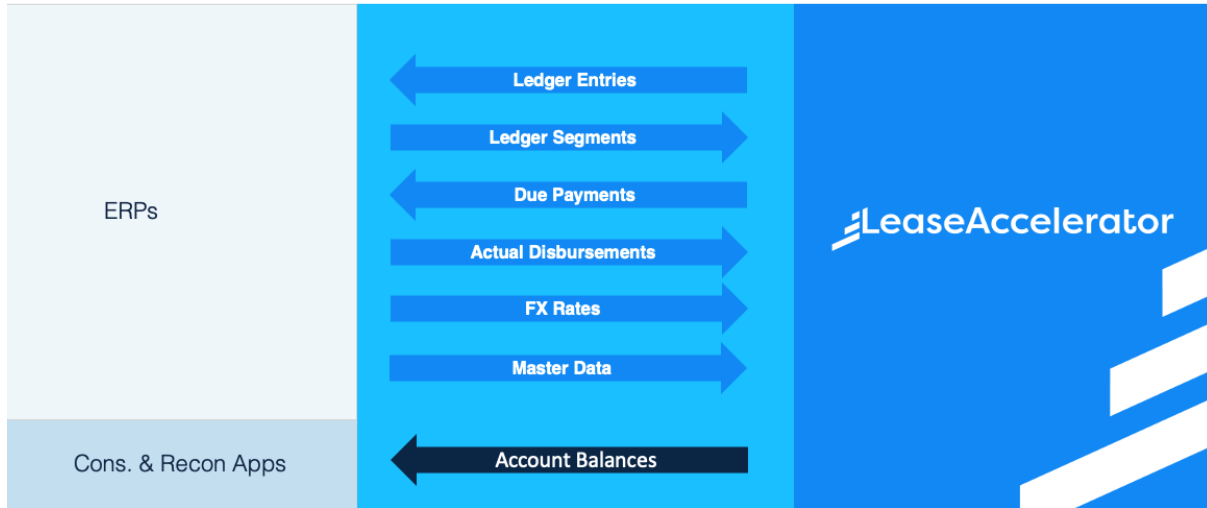 Ledger Entries
Ledger Segments
Due Payments
ERPs
LeaseAccelerator
Actual Disbursements
FX Rates
Master Data
Cons. & Recon Apps
Account Balances